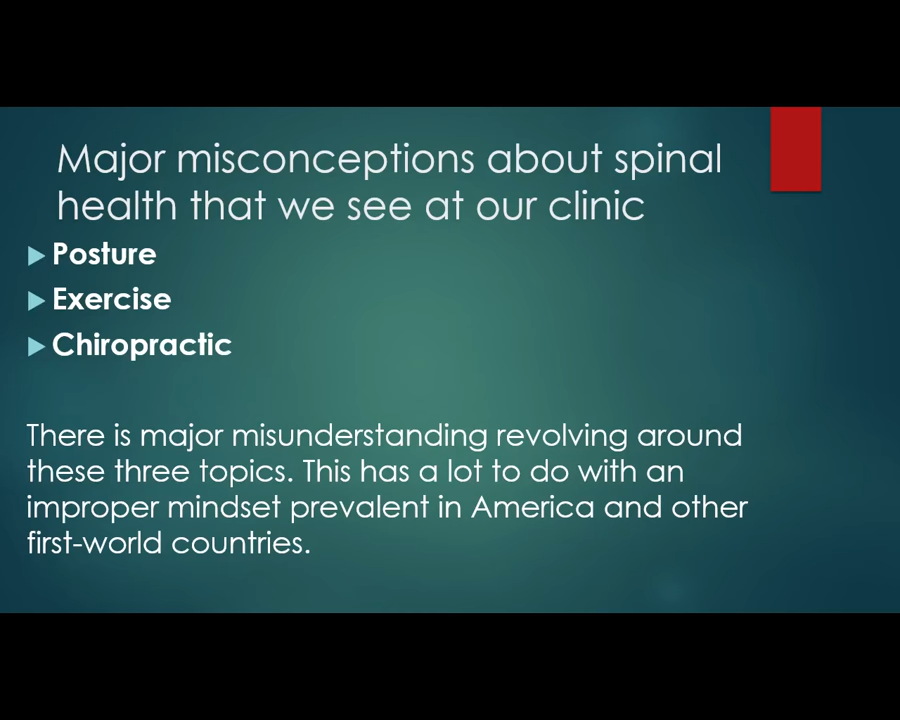 Major misconceptions about spinal
health that we see at our clinic
Posture
Exercise
Chiropractic
There is major misunderstanding revolving around
these three topics. This has a lot to do with an
improper mindset prevalent in America and other
first-world countries.